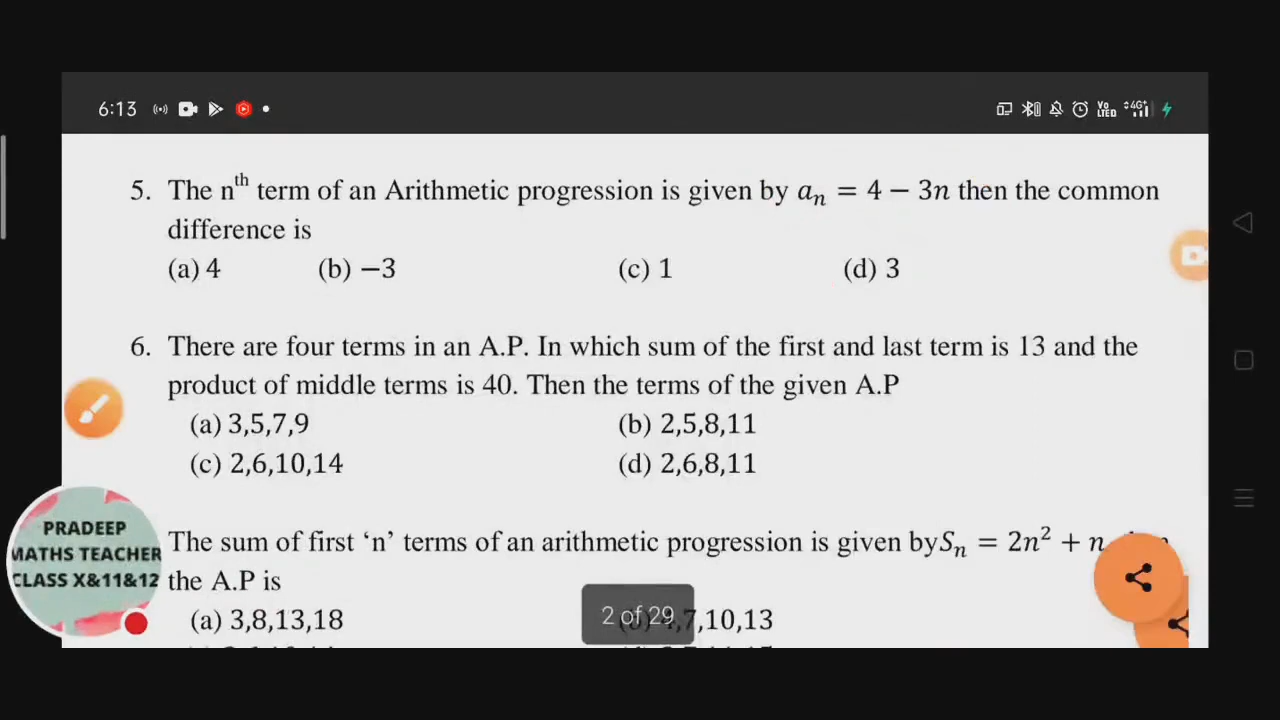 6:13
Vo LTED 4G+
5. The nth term of an Arithmetic progression is given by aₙ = 4 − 3n then the common
difference is
(a) 4 (b) −3 (c) 1 (d) 3
6. There are four terms in an A.P. In which sum of the first and last term is 13 and the
product of middle terms is 40. Then the terms of the given A.P
(a) 3,5,7,9 (b) 2,5,8,11
(c) 2,6,10,14 (d) 2,6,8,11
PRADEEP
MATHS TEACHER
CLASS X&11&12
The sum of first ‘n’ terms of an arithmetic progression is given bySₙ = 2n² + n
the A.P is
(a) 3,8,13,18 7,10,13
2 of 29